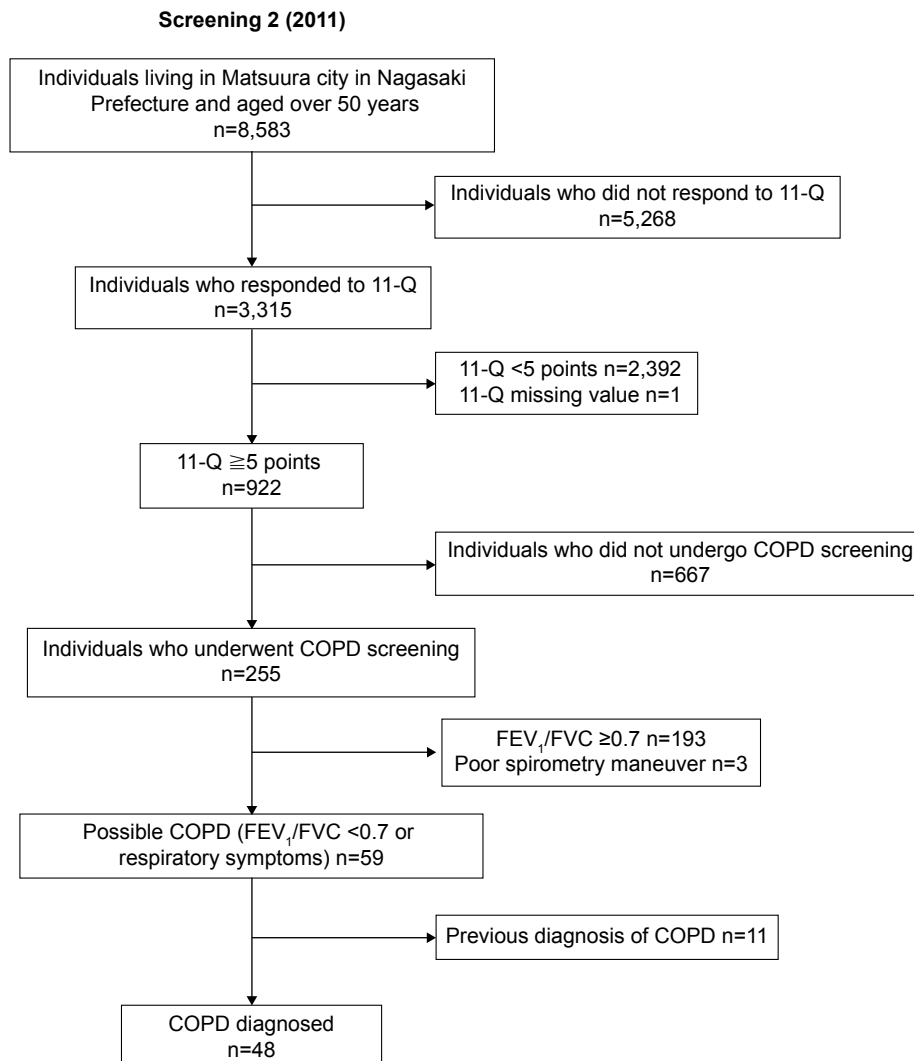 Screening 2 (2011)
Individuals living in Matsuura city in Nagasaki
Prefecture and aged over 50 years
n=8,583
Individuals who did not respond to 11-Q
n=5,268
Individuals who responded to 11-Q
n=3,315
11-Q <5 points n=2,392
11-Q missing value n=1
11-Q ≧5 points
n=922
Individuals who did not undergo COPD screening
n=667
Individuals who underwent COPD screening
n=255
FEV₁/FVC ≥0.7 n=193
Poor spirometry maneuver n=3
Possible COPD (FEV₁/FVC <0.7 or
respiratory symptoms) n=59
Previous diagnosis of COPD n=11
COPD diagnosed
n=48